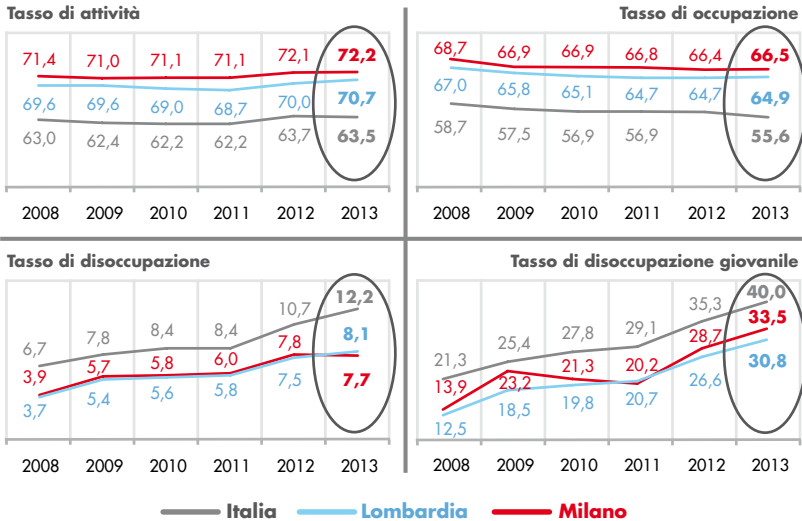 Tasso di attività
71,4 71,0 71,1 71,1 72,1 72,2
69,6 69,6 69,0 68,7 70,0 70,7
63,0 62,4 62,2 62,2 63,7 63,5
2008 2009 2010 2011 2012 2013
Tasso di occupazione
68,7 66,9 66,9 66,8 66,4 66,5
67,0 65,8 65,1 64,7 64,7 64,9
58,7 57,5 56,9 56,9 55,6
2008 2009 2010 2011 2012 2013
Tasso di disoccupazione
6,7 7,8 8,4 8,4 10,7 12,2
3,9 5,7 5,8 6,0 7,8 8,1
3,7 5,4 5,6 5,8 7,5 7,7
2008 2009 2010 2011 2012 2013
Tasso di disoccupazione giovanile
21,3 25,4 27,8 29,1 35,3 40,0
13,9 23,2 21,3 20,2 28,7 33,5
12,5 18,5 19,8 20,7 26,6 30,8
2008 2009 2010 2011 2012 2013
Italia Lombardia Milano